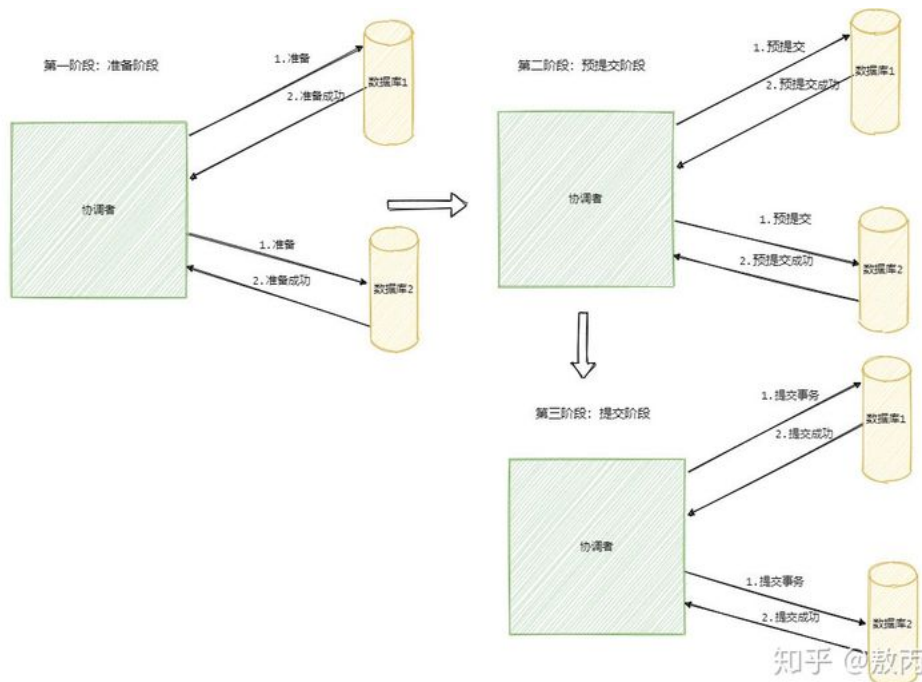 第一阶段：准备阶段
1.准备
数据库1
2.准备成功
协调者
1.准备
2.准备成功
数据库2
第二阶段：预提交阶段
1.预提交
数据库1
2.预提交成功
协调者
1.预提交
2.预提交成功
数据库2
第三阶段：提交阶段
1.提交事务
数据库1
2.提交成功
协调者
1.提交事务
2.提交成功
数据库2
知乎 @敖丙